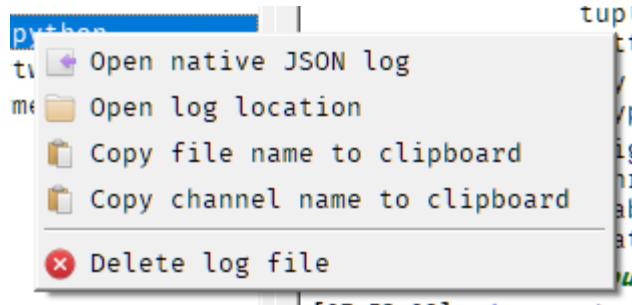 python
Open native JSON log
Open log location
Copy file name to clipboard
Copy channel name to clipboard
Delete log file